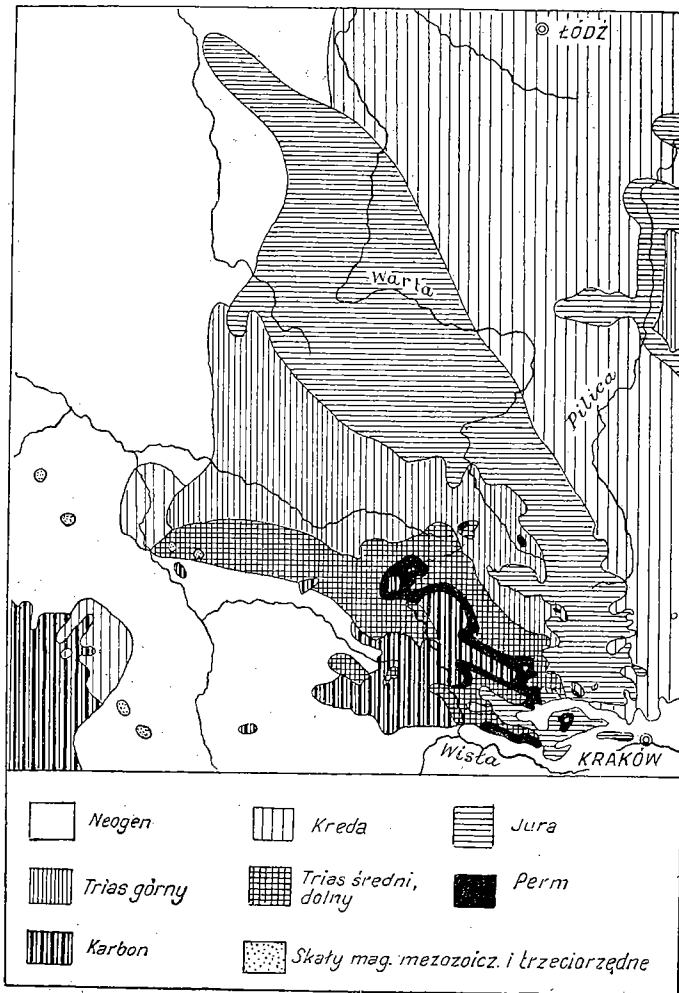 ŁÓDŹ
Warta
Pilica
Wisła
KRAKÓW
Neogen
Kreda
Jura
Trias górny
Trias średni,
dolny
Perm
Karbon
Skały mag. mezozoicz. i trzeciorzędne